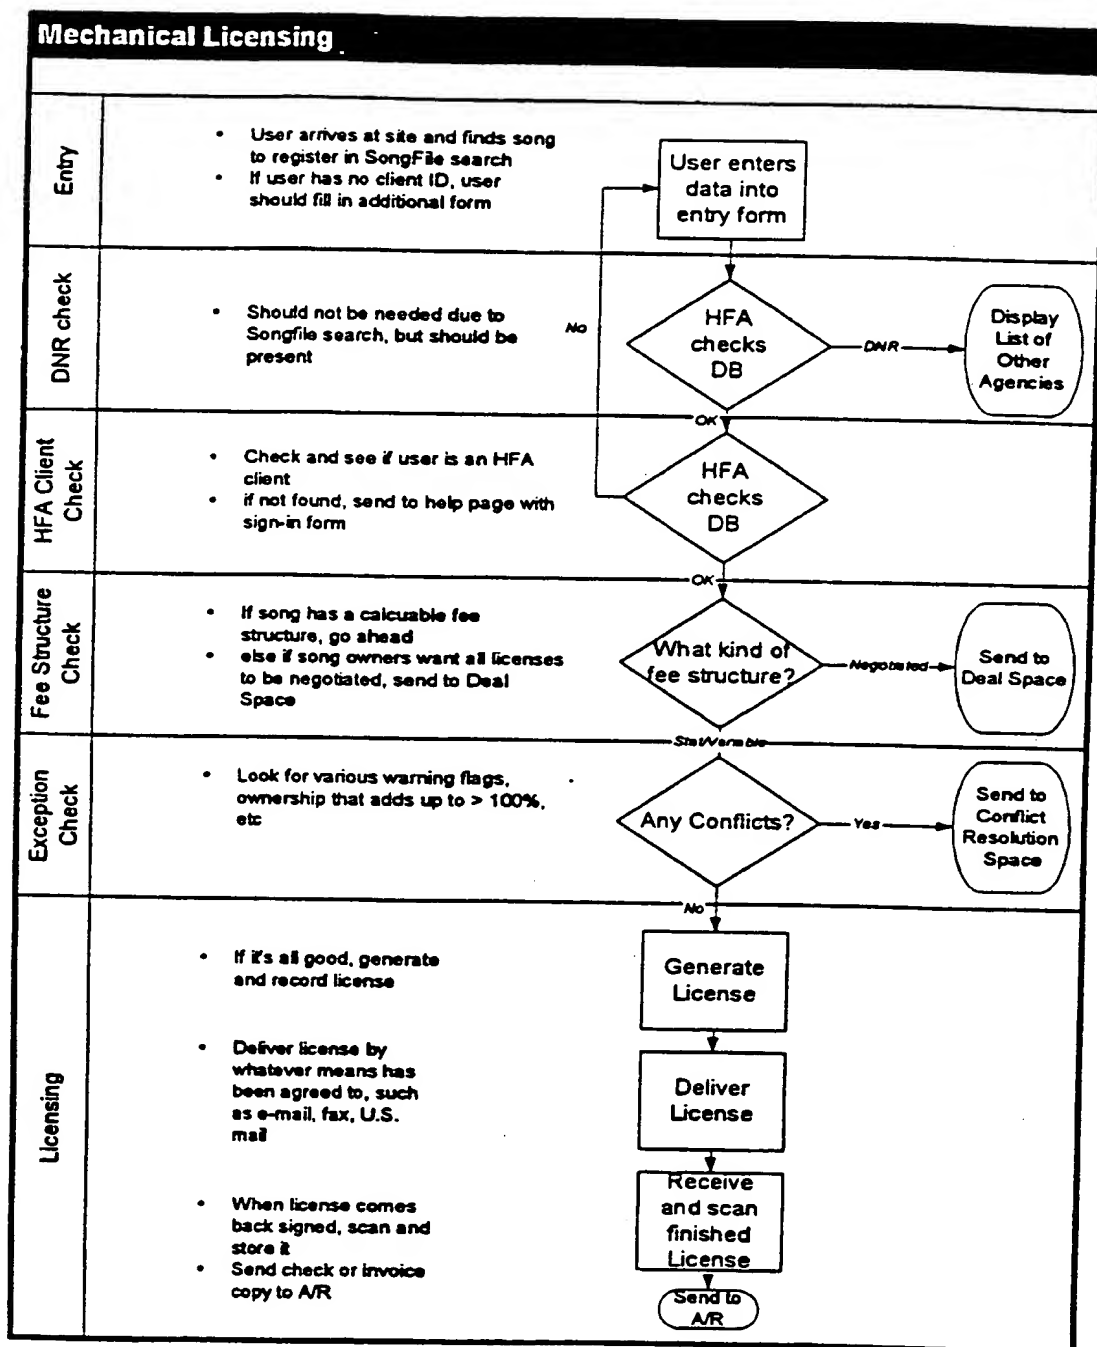 Mechanical Licensing
Entry
• User arrives at site and finds song
to register in SongFile search
• If user has no client ID, user
should fill in additional form
User enters
data into
entry form
DNR check
• Should not be needed due to
Songfile search, but should be
present
No
HFA
checks
DB
DNR
Display
List of
Other
Agencies
OK
HFA Client
Check
• Check and see if user is an HFA
client
• if not found, send to help page with
sign-in form
HFA
checks
DB
OK
Fee Structure
Check
• If song has a calcuable fee
structure, go ahead
• else if song owners want all licenses
to be negotiated, send to Deal
Space
What kind of
fee structure?
Negotiated
Send to
Deal Space
Stat/Variable
Exception
Check
• Look for various warning flags,
ownership that adds up to > 100%,
etc
Any Conflicts?
Yes
Send to
Conflict
Resolution
Space
No
Licensing
• If it's all good, generate
and record license
Generate
License
• Deliver license by
whatever means has
been agreed to, such
as e-mail, fax, U.S.
mail
Deliver
License
• When license comes
back signed, scan and
store it
• Send check or invoice
copy to A/R
Receive
and scan
finished
License
Send to
A/R